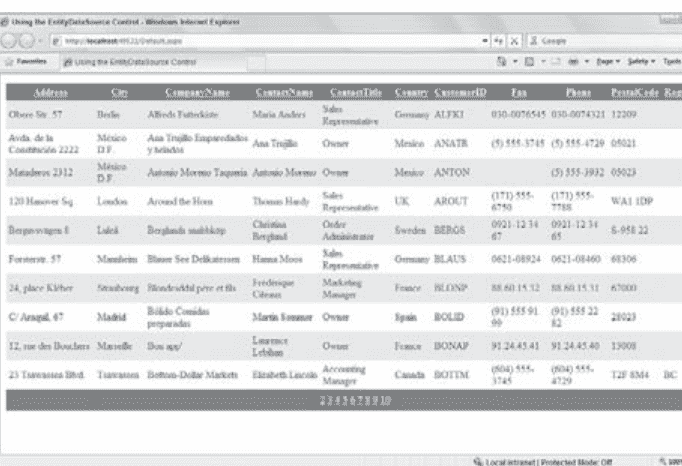 Using the EntityDataSource Control - Windows Internet Explorer
Google
Favorites Using the EntityDataSource Control Page Safety Tools
Address City CompanyName ContactName ContactTitle Country CustomerID Fax Phone PostalCode Reg
Obere Str. 57 Berlin Alfreds Futterkiste Maria Anders Sales Representative Germany ALFKI 030-0076545 030-0074321 12209
Avda. de la Constitución 2222 México D.F. Ana Trujillo Emparedados y helados Ana Trujillo Owner Mexico ANATR (5) 555-3745 (5) 555-4729 05021
Mataderos 2312 México D.F. Antonio Moreno Taquería Antonio Moreno Owner Mexico ANTON (5) 555-3932 05023
120 Hanover Sq. London Around the Horn Thomas Hardy Sales Representative UK AROUT (171) 555-6750 (171) 555-7788 WA1 1DP
Berguvsvägen 8 Luleå Berglunds snabbköp Christina Berglund Order Administrator Sweden BERGS 0921-12 34 67 0921-12 34 65 S-958 22
Forsterstr. 57 Mannheim Blauer See Delikatessen Hanna Moos Sales Representative Germany BLAUS 0621-08924 0621-08460 68306
24, place Kléber Strasbourg Blondesddsl père et fils Frédérique Citeaux Marketing Manager France BLONP 88.60.15.32 88.60.15.31 67000
C/ Araquil, 67 Madrid Bólido Comidas preparadas Martín Sommer Owner Spain BOLID (91) 555 91 99 (91) 555 22 82 28023
12, rue des Bouchers Marseille Bon app' Laurence Lebihan Owner France BONAP 91.24.45.41 91.24.45.40 13008
23 Tsawassen Blvd. Tsawassen Bottom-Dollar Markets Elizabeth Lincoln Accounting Manager Canada BOTTM (604) 555-3745 (604) 555-4729 T2F 8M4 BC
2 3 4 5 6 7 8 9 10
Local intranet | Protected Mode: Off 100%